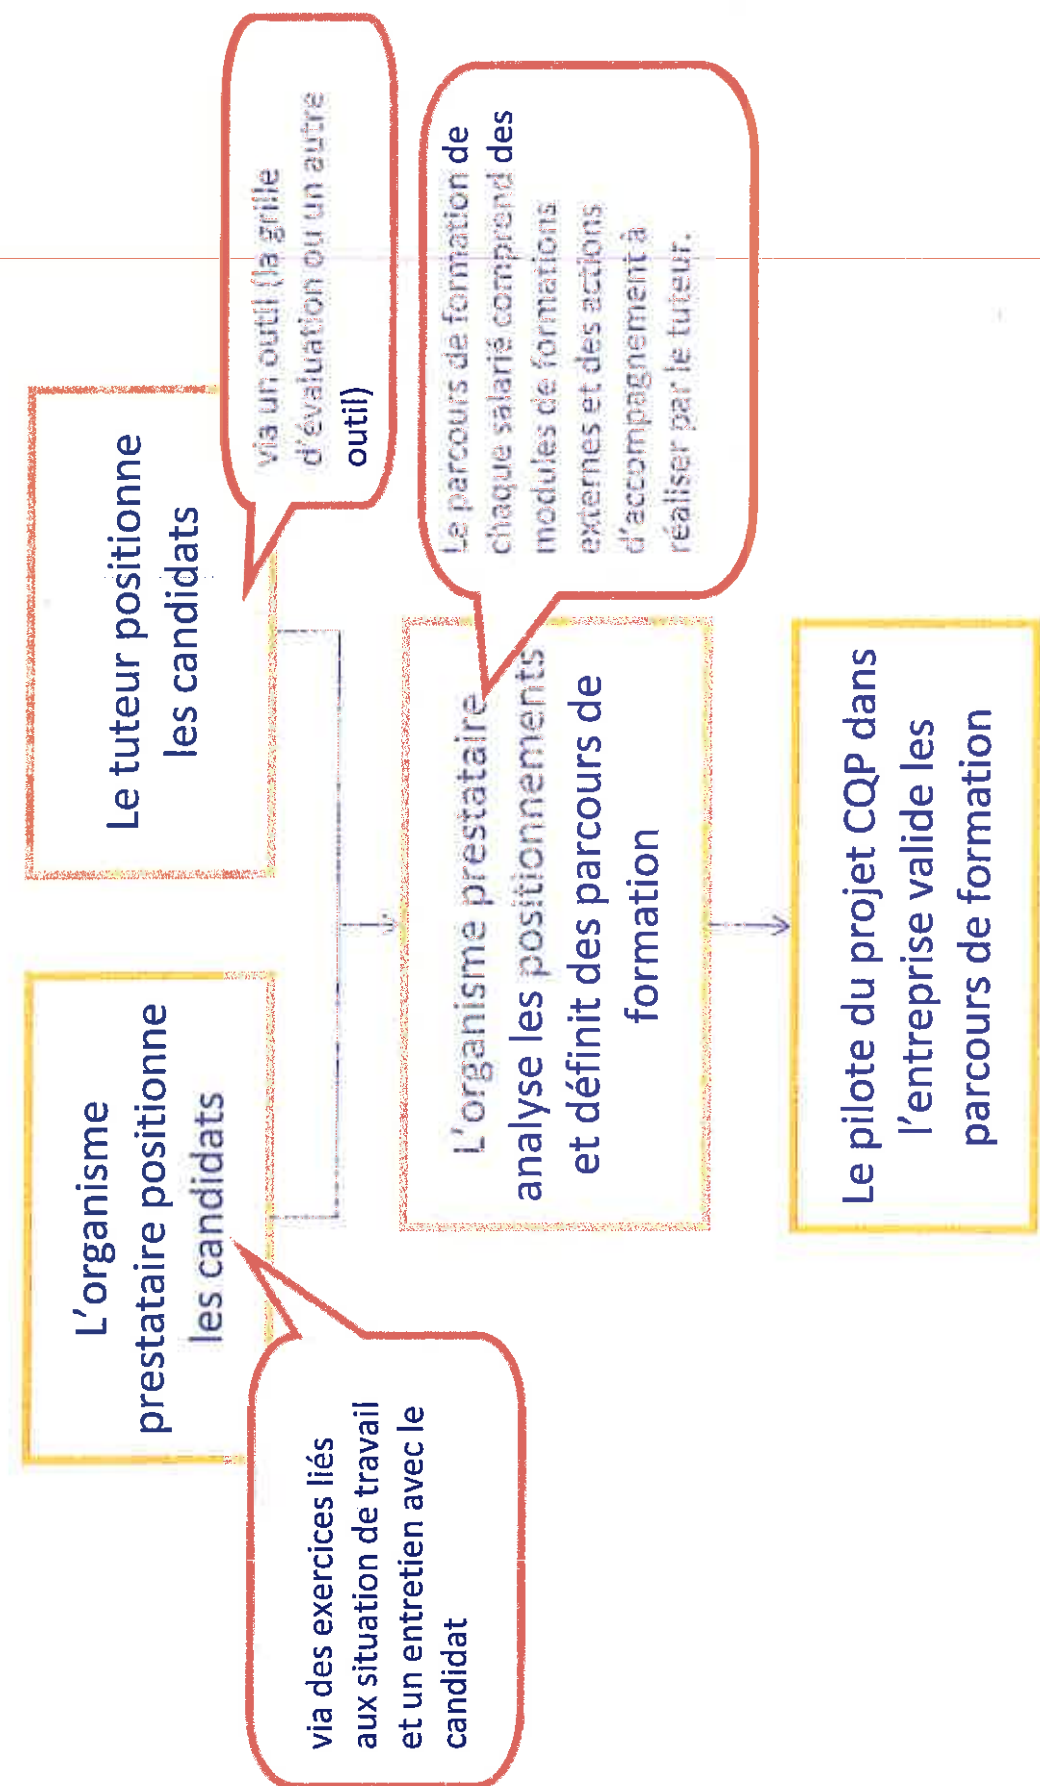 L'organisme
prestataire positionne
les candidats
Le tuteur positionne
les candidats
via des exercices liés
aux situation de travail
et un entretien avec le
candidat
via un outil (la grille
d'évaluation ou un autre
outil)
L'organisme prestataire
analyse les positionnements
et définit des parcours de
formation
Le parcours de formation de
chaque salarié comprend des
modules de formations
externes et des actions
d'accompagnement à
réaliser par le tuteur.
Le pilote du projet CQP dans
l'entreprise valide les
parcours de formation